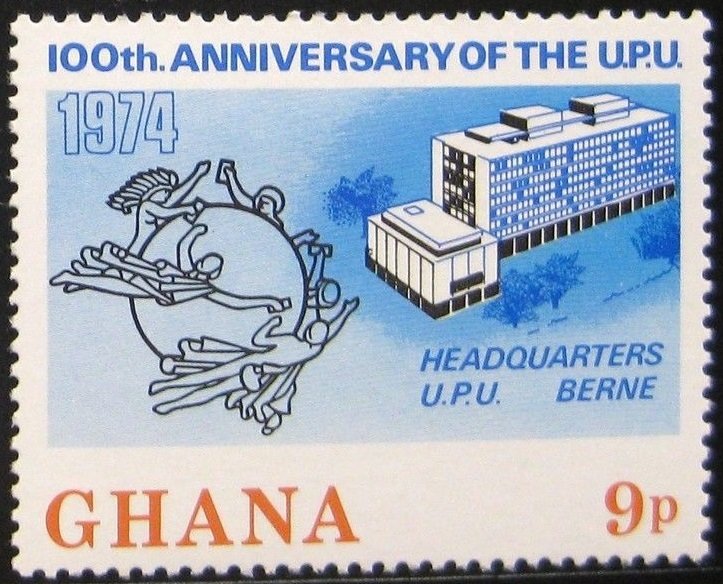 100th. ANNIVERSARY OF THE U.P.U.
1974
HEADQUARTERS
U.P.U. BERNE
GHANA 9p